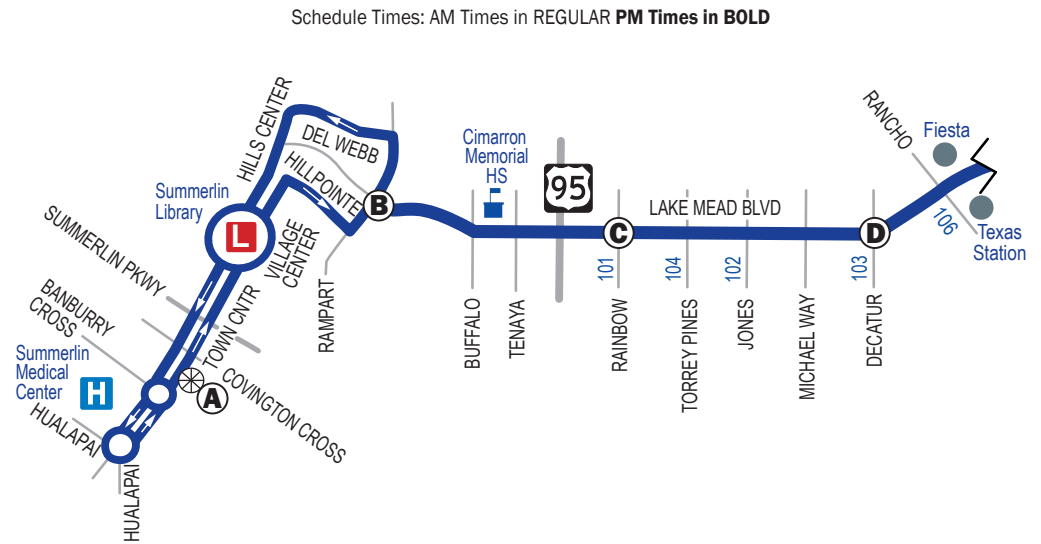 Schedule Times: AM Times in REGULAR PM Times in BOLD
HILLS CENTER
DEL WEBB
HILLPOINTE
Summerlin
Library
L
VILLAGE
CENTER
B
RAMPART
Cimarron
Memorial
HS
95
LAKE MEAD BLVD
C
D
RANCHO
Fiesta
Texas
Station
106
101
104
102
103
BUFFALO
TENAYA
RAINBOW
TORREY PINES
JONES
MICHAEL WAY
DECATUR
SUMMERLIN PKWY
BANBURRY
CROSS
TOWN CNTR
COVINGTON CROSS
A
Summerlin
Medical
Center
H
HUALAPAI
HUALAPAI